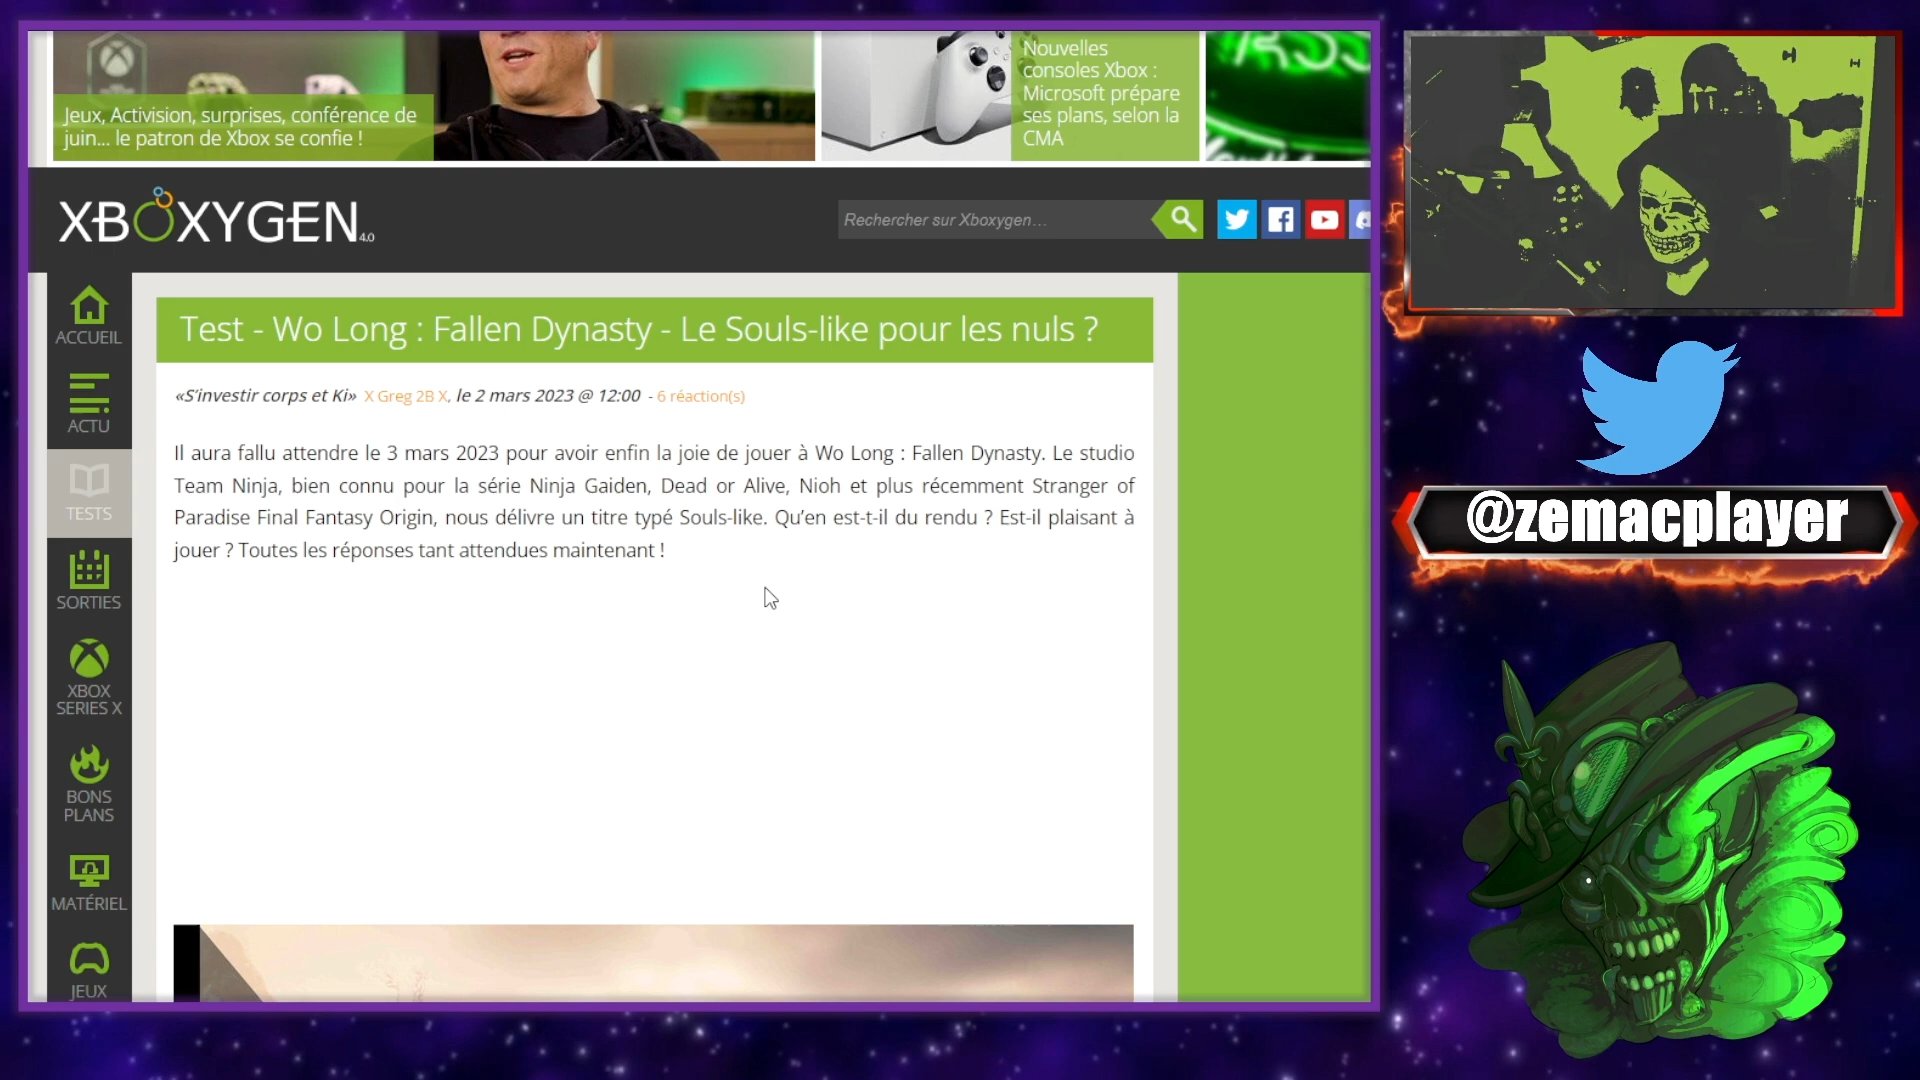 Jeux, Activision, surprises, conférence de
juin... le patron de Xbox se confie !
Nouvelles
consoles Xbox :
Microsoft prépare
ses plans, selon la
CMA
XBOXYGEN 4.0
Rechercher sur Xboxygen...
ACCUEIL
ACTU
TESTS
SORTIES
XBOX
SERIES X
BONS
PLANS
MATÉRIEL
JEUX
Test - Wo Long : Fallen Dynasty - Le Souls-like pour les nuls ?
«S'investir corps et Ki» X Greg 2B X, le 2 mars 2023 @ 12:00 - 6 réaction(s)
Il aura fallu attendre le 3 mars 2023 pour avoir enfin la joie de jouer à Wo Long : Fallen Dynasty. Le studio
Team Ninja, bien connu pour la série Ninja Gaiden, Dead or Alive, Nioh et plus récemment Stranger of
Paradise Final Fantasy Origin, nous délivre un titre typé Souls-like. Qu'en est-t-il du rendu ? Est-il plaisant à
jouer ? Toutes les réponses tant attendues maintenant !
@zemacplayer